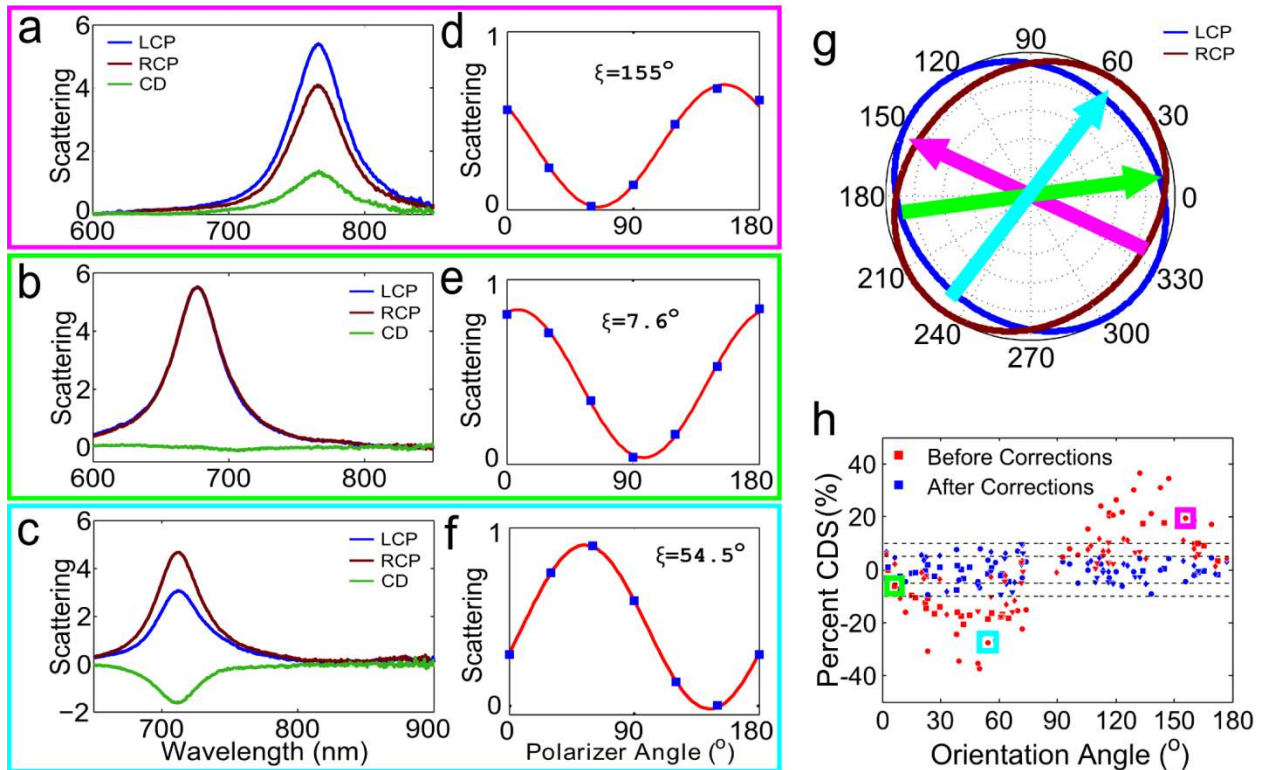 a
6
4
2
0
600
700
800
Scattering
LCP
RCP
CD
d
1
0
0
90
180
Scattering
ξ=155°
b
6
4
2
0
600
700
800
Scattering
LCP
RCP
CD
e
1
0
0
90
180
Scattering
ξ=7.6°
c
6
4
2
0
−2
700
800
900
Scattering
Wavelength (nm)
LCP
RCP
CD
f
1
0
0
90
180
Scattering
Polarizer Angle (°)
ξ=54.5°
g
LCP
RCP
90
60
30
0
330
300
270
240
210
180
150
120
h
Before Corrections
After Corrections
40
20
0
-20
-40
Percent CDS(%)
0
30
60
90
120
150
180
Orientation Angle (°)